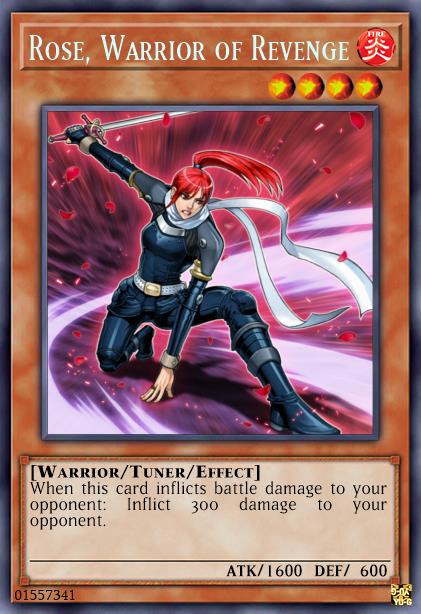 Rose, Warrior of Revenge
FIRE
炎
[Warrior/Tuner/Effect]
When this card inflicts battle damage to your
opponent: Inflict 300 damage to your
opponent.
ATK/1600 DEF/ 600
01557341